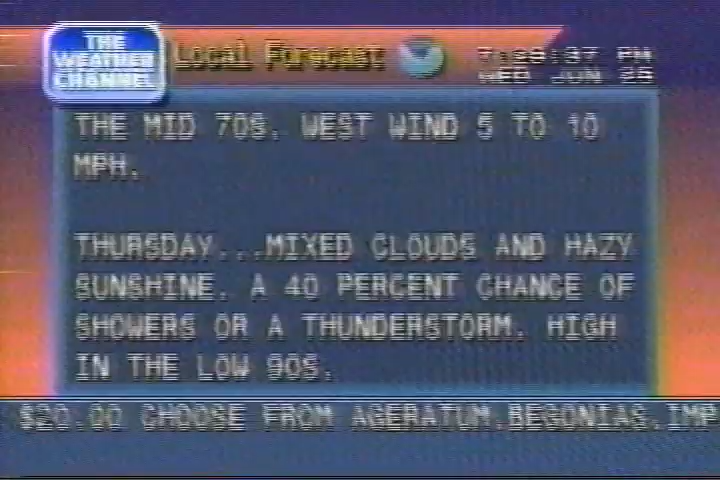 THE
WEATHER
CHANNEL
Local Forecast
7:29:37 PM
WED JUN 25
THE MID 70S. WEST WIND 5 TO 10
MPH.
THURSDAY...MIXED CLOUDS AND HAZY
SUNSHINE. A 40 PERCENT CHANCE OF
SHOWERS OR A THUNDERSTORM. HIGH
IN THE LOW 90S.
$20.00 CHOOSE FROM AGERATUM,BEGONIAS,IMP